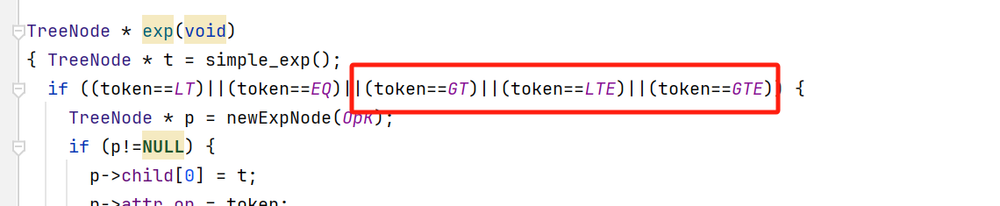 TreeNode * exp(void)
{ TreeNode * t = simple_exp();
if ((token==LT)||(token==EQ)||(token==GT)||(token==LTE)||(token==GTE)) {
TreeNode * p = newExpNode(OpK);
if (p!=NULL) {
p->child[0] = t;
p->attr.op = token;